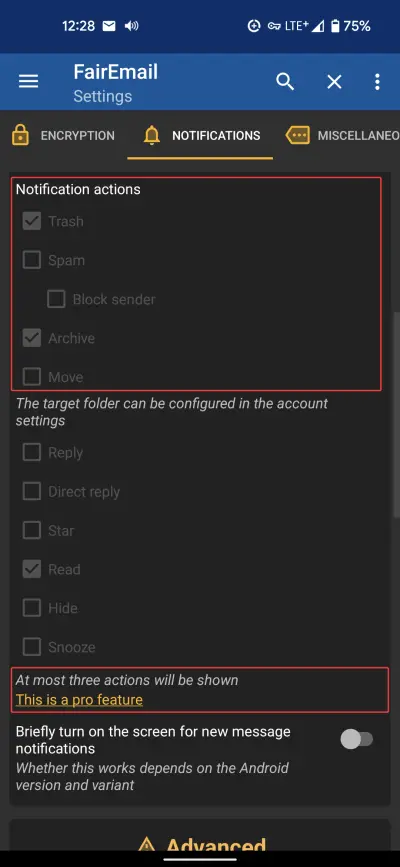 12:28 LTE+ 75%
FairEmail
Settings
ENCRYPTION NOTIFICATIONS MISCELLANEO
Notification actions
Trash
Spam
Block sender
Archive
Move
The target folder can be configured in the account
settings
Reply
Direct reply
Star
Read
Hide
Snooze
At most three actions will be shown
This is a pro feature
Briefly turn on the screen for new message
notifications
Whether this works depends on the Android
version and variant
Advanced